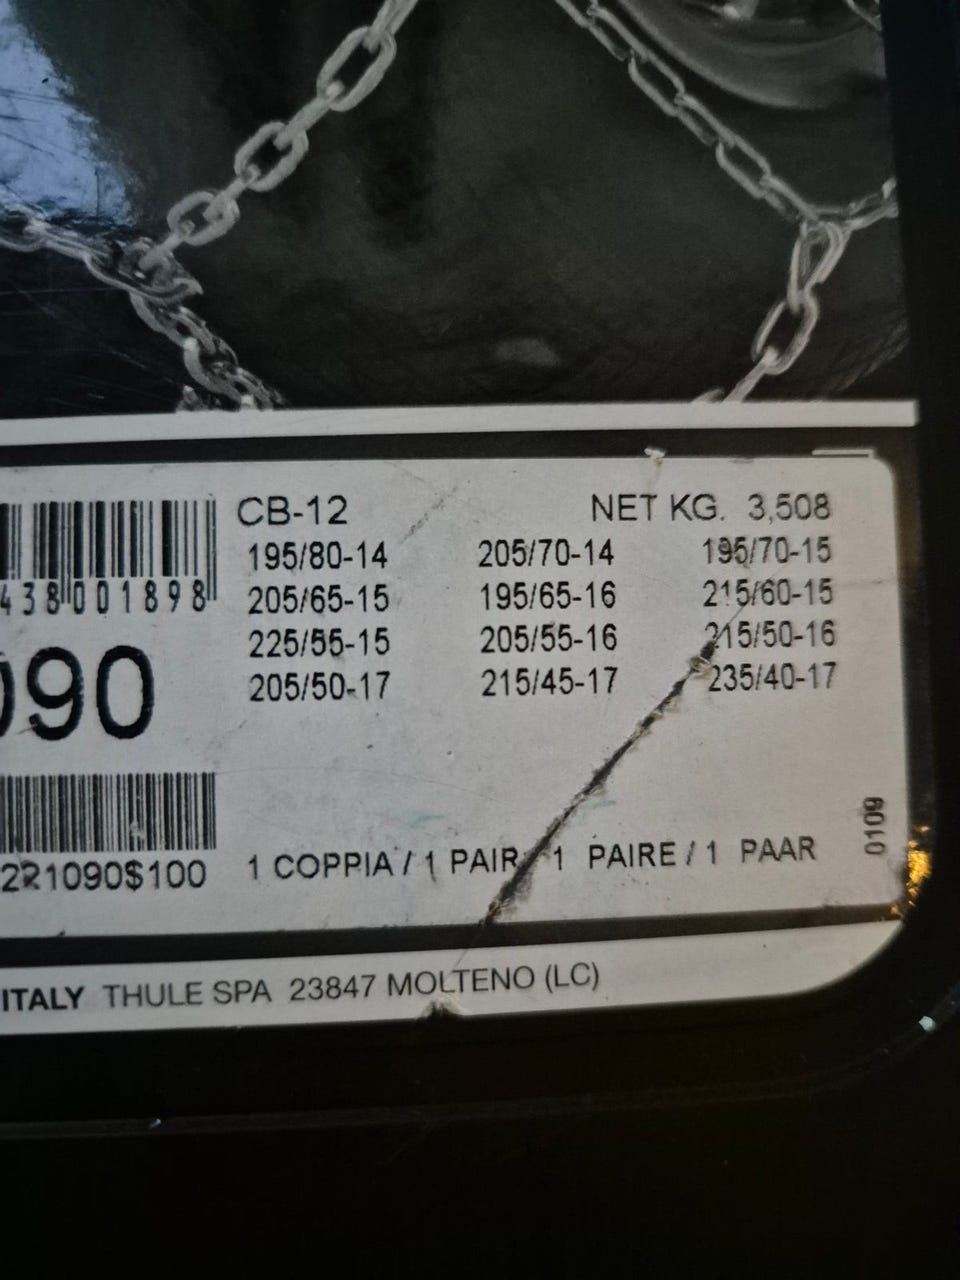 CB-12 NET KG. 3,508
195/80-14 205/70-14 195/70-15
438 001898
205/65-15 195/65-16 215/60-15
225/55-15 205/55-16 215/50-16
090
205/50-17 215/45-17 235/40-17
0109
1 COPPIA / 1 PAIR / 1 PAIRE / 1 PAAR
221090$100
ITALY THULE SPA 23847 MOLTENO (LC)